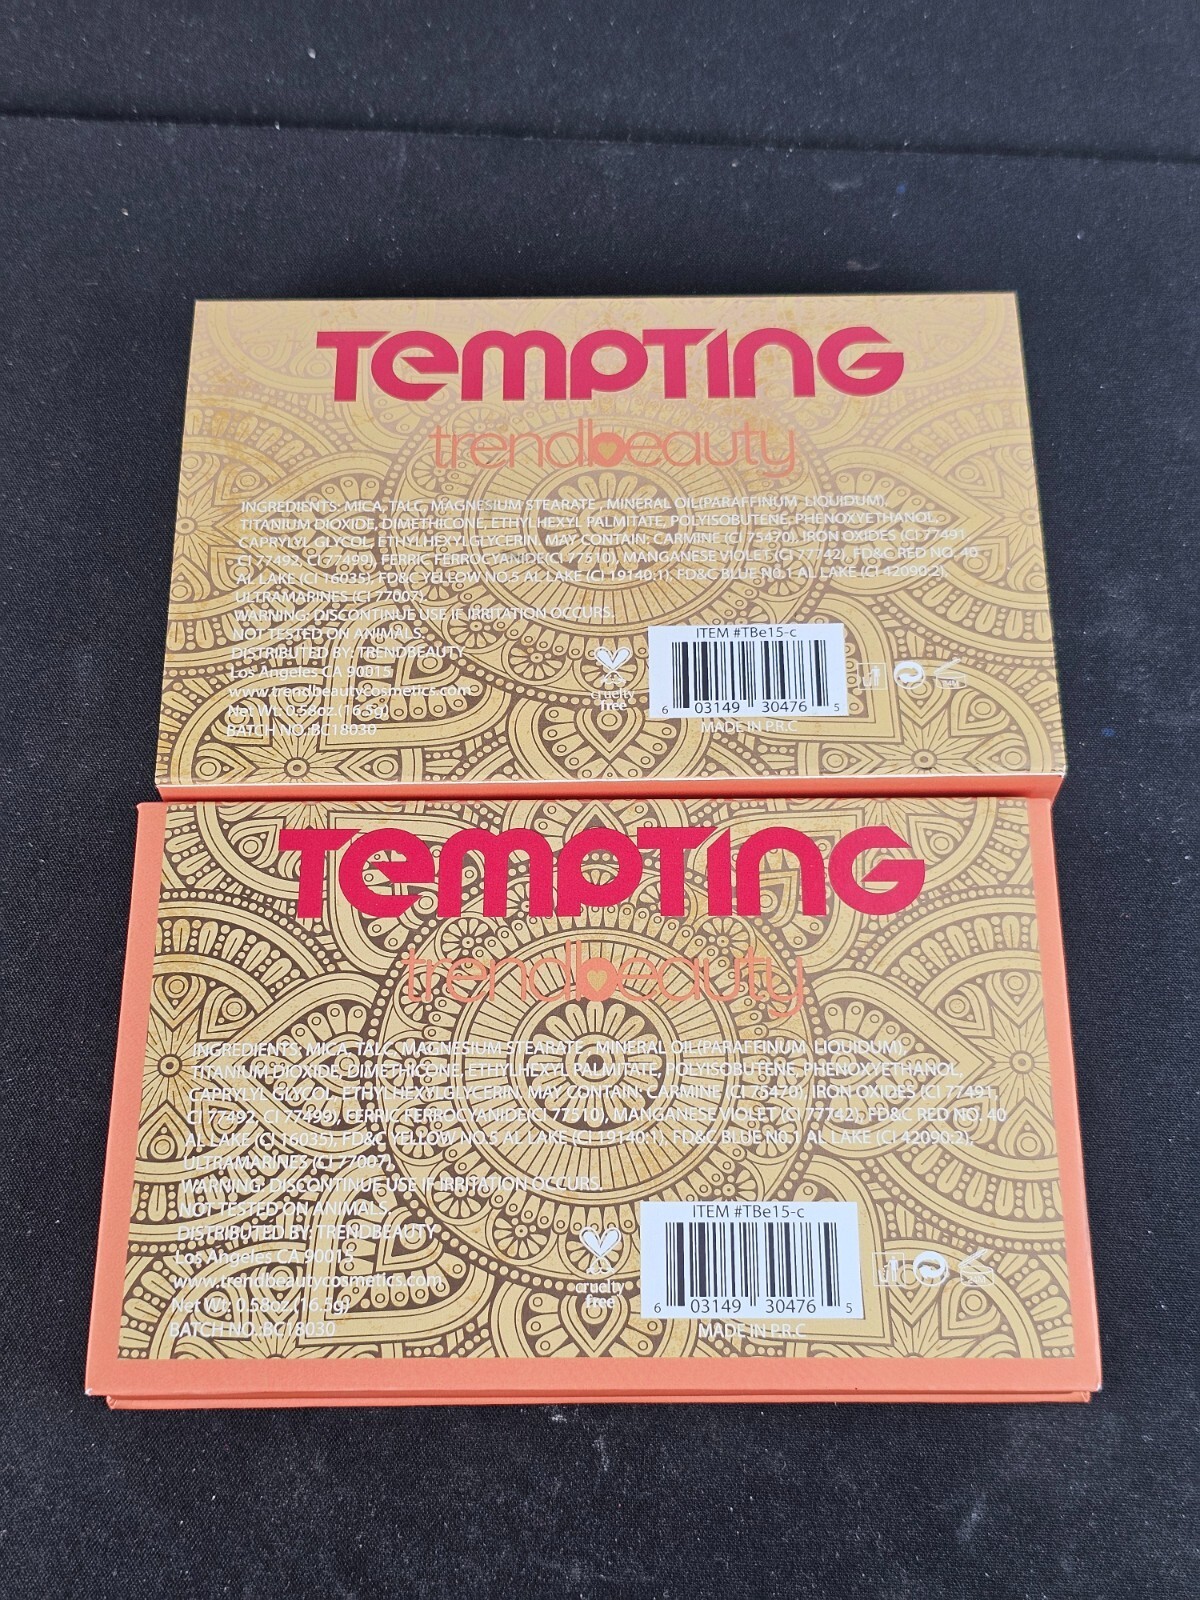 TEMPTING
trendbeauty
INGREDIENTS: MICA, TALC, MAGNESIUM STEARATE , MINERAL OIL(PARAFFINUM LIQUIDUM),
TITANIUM DIOXIDE, DIMETHICONE, ETHYLHEXYL PALMITATE, POLYISOBUTENE, PHENOXYETHANOL,
CAPRYLYL GLYCOL, ETHYLHEXYLGLYCERIN. MAY CONTAIN: CARMINE (CI 75470), IRON OXIDES (CI 77491,
CI 77492, CI 77499), FERRIC FERROCYANIDE(CI 77510), MANGANESE VIOLET (CI 77742), FD&C RED NO. 40
AL LAKE (CI 16035), FD&C YELLOW NO.5 AL LAKE (CI 19140:1), FD&C BLUE NO.1 AL LAKE (CI 42090:2),
ULTRAMARINES (CI 77007).
WARNING: DISCONTINUE USE IF IRRITATION OCCURS.
NOT TESTED ON ANIMALS.
DISTRIBUTED BY: TRENDBEAUTY
Los Angeles CA 90015
www.trendbeautycosmetics.com
Net Wt: 0.58oz.(16.5g)
BATCH NO.:BC18030
cruelty
free
ITEM #TBe15-c
6 03149 30476 5
MADE IN P.R.C
TEMPTING
trendbeauty
INGREDIENTS: MICA, TALC, MAGNESIUM STEARATE , MINERAL OIL(PARAFFINUM LIQUIDUM),
TITANIUM DIOXIDE, DIMETHICONE, ETHYLHEXYL PALMITATE, POLYISOBUTENE, PHENOXYETHANOL,
CAPRYLYL GLYCOL, ETHYLHEXYLGLYCERIN. MAY CONTAIN: CARMINE (CI 75470), IRON OXIDES (CI 77491,
CI 77492, CI 77499), FERRIC FERROCYANIDE(CI 77510), MANGANESE VIOLET (CI 77742), FD&C RED NO. 40
AL LAKE (CI 16035), FD&C YELLOW NO.5 AL LAKE (CI 19140:1), FD&C BLUE NO.1 AL LAKE (CI 42090:2),
ULTRAMARINES (CI 77007).
WARNING: DISCONTINUE USE IF IRRITATION OCCURS.
NOT TESTED ON ANIMALS.
DISTRIBUTED BY: TRENDBEAUTY
Los Angeles CA 90015
www.trendbeautycosmetics.com
Net Wt: 0.58oz.(16.5g)
BATCH NO.:BC18030
cruelty
free
ITEM #TBe15-c
6 03149 30476 5
MADE IN P.R.C